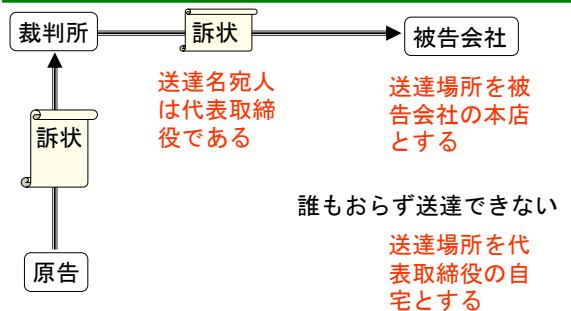 裁判所
訴状
被告会社
送達名宛人
は代表取締
役である
送達場所を被
告会社の本店
とする
訴状
誰もおらず送達できない
送達場所を代
表取締役の自
宅とする
原告